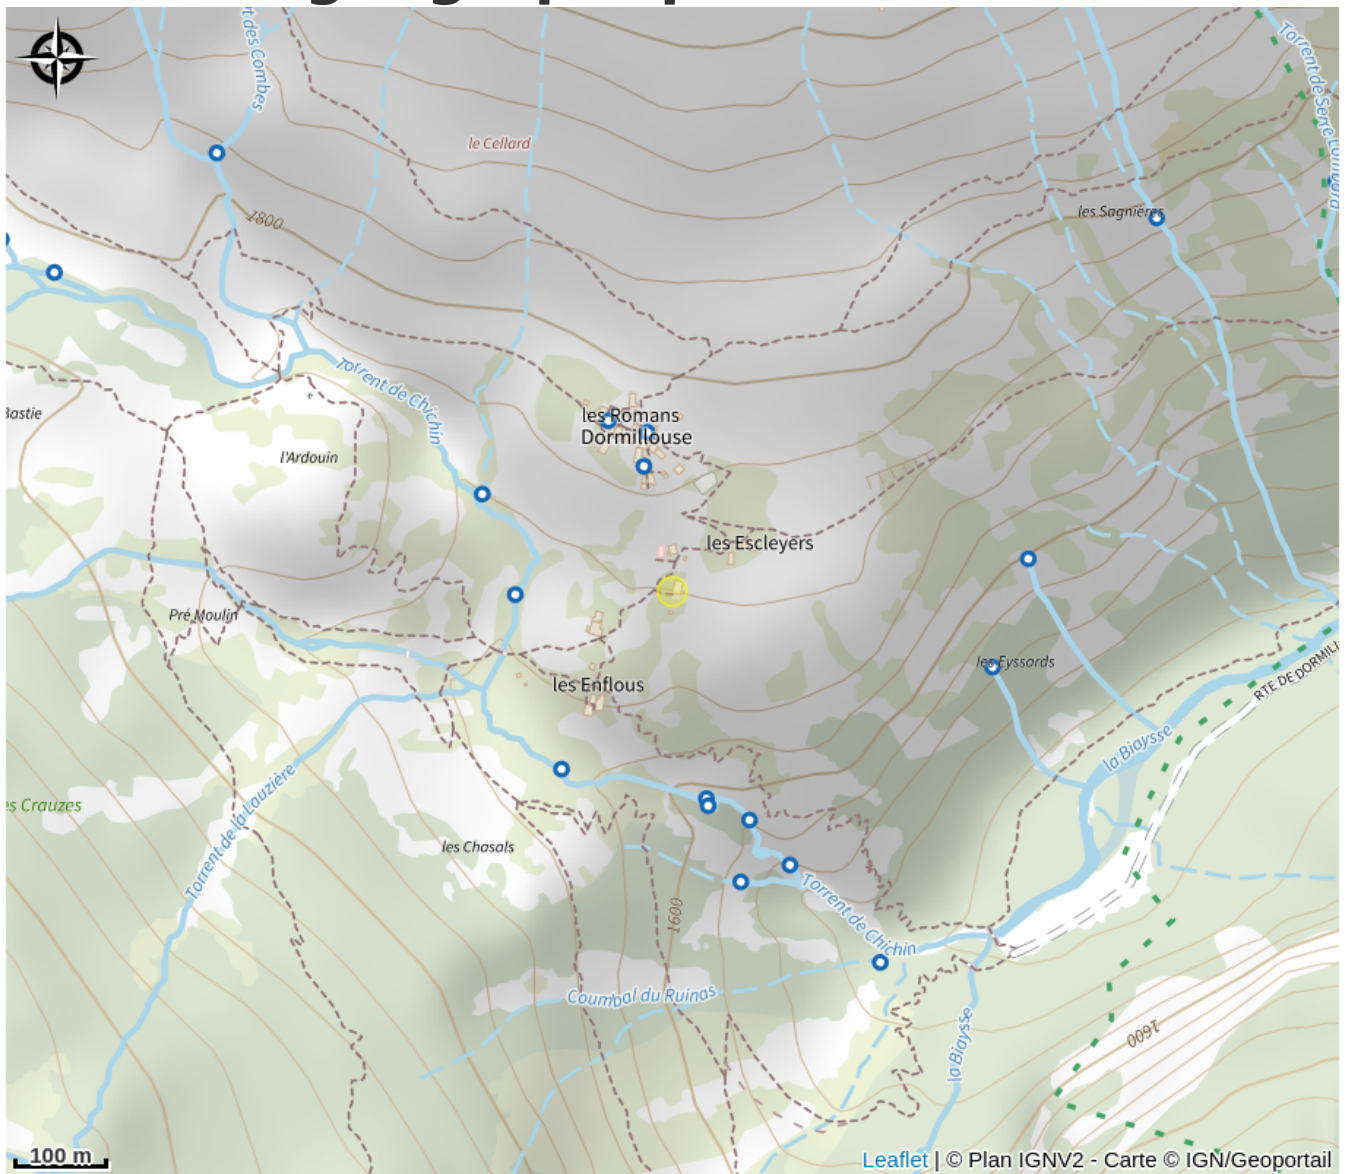 t des Combes
Torrent de Serre Lombard
le Cellard
les Sagnières
1800
Torrent de Chichin
Bastie
les Romans
Dormillouse
l'Ardouin
les Escleyers
Pré Moulin
les Eyssards
les Enflous
RTE DE DORMILL
la Biaysse
es Crauzes
Torrent de la Lauzière
les Chasals
1600
Torrent de Chichin
Coumbal du Ruinas
la Biaysse
1600
100 m
Leaflet | © Plan IGNV2 - Carte © IGN/Geoportail